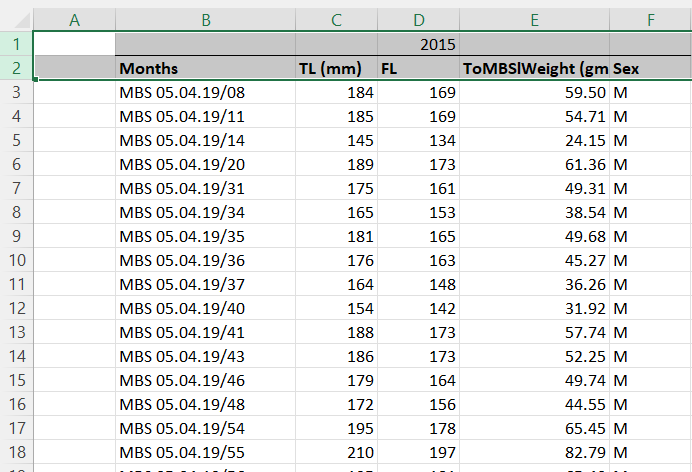 A B C D E F
1 2015
2 Months TL (mm) FL ToMBSlWeight (gm Sex
3 MBS 05.04.19/08 184 169 59.50 M
4 MBS 05.04.19/11 185 169 54.71 M
5 MBS 05.04.19/14 145 134 24.15 M
6 MBS 05.04.19/20 189 173 61.36 M
7 MBS 05.04.19/31 175 161 49.31 M
8 MBS 05.04.19/34 165 153 38.54 M
9 MBS 05.04.19/35 181 165 49.68 M
10 MBS 05.04.19/36 176 163 45.27 M
11 MBS 05.04.19/37 164 148 36.26 M
12 MBS 05.04.19/40 154 142 31.92 M
13 MBS 05.04.19/41 188 173 57.74 M
14 MBS 05.04.19/43 186 173 52.25 M
15 MBS 05.04.19/46 179 164 49.74 M
16 MBS 05.04.19/48 172 156 44.55 M
17 MBS 05.04.19/54 195 178 65.45 M
18 MBS 05.04.19/55 210 197 82.79 M